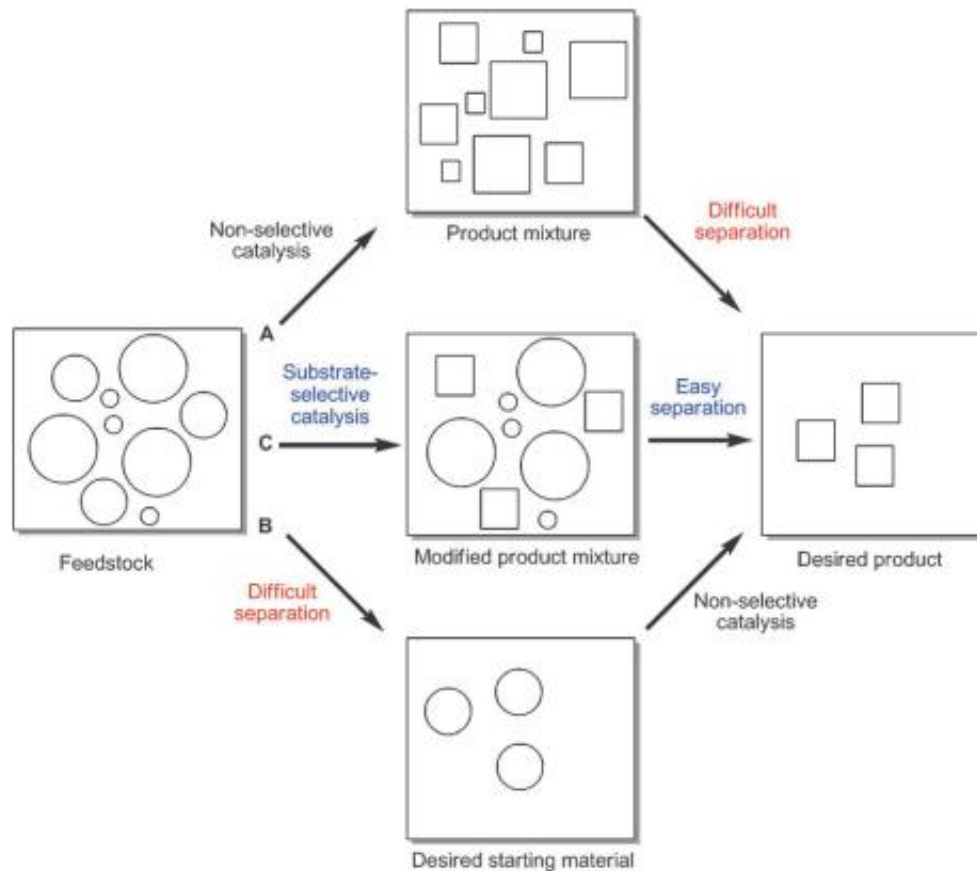 Product mixture
Non-selective
catalysis
Difficult
separation
A
Substrate-
selective
catalysis
C
Easy
separation
B
Feedstock
Modified product mixture
Desired product
Difficult
separation
Non-selective
catalysis
Desired starting material